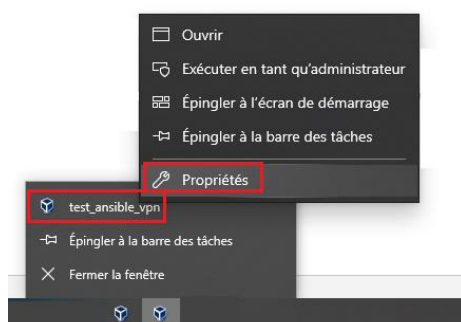 Ouvrir
Exécuter en tant qu'administrateur
Épingler à l'écran de démarrage
Épingler à la barre des tâches
Propriétés
test_ansible_vpn
Épingler à la barre des tâches
Fermer la fenêtre